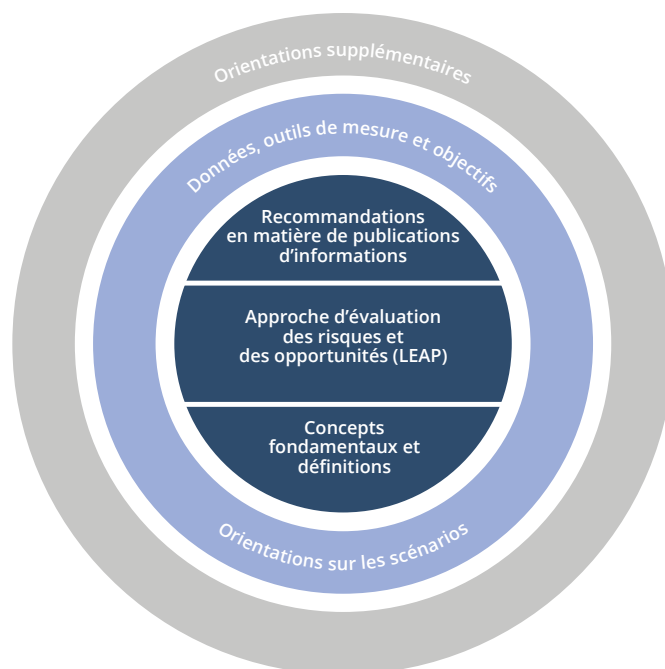 Orientations supplémentaires
Données, outils de mesure et objectifs
Recommandations
en matière de publications
d’informations
Approche d’évaluation
des risques et
des opportunités (LEAP)
Concepts
fondamentaux et
définitions
Orientations sur les scénarios